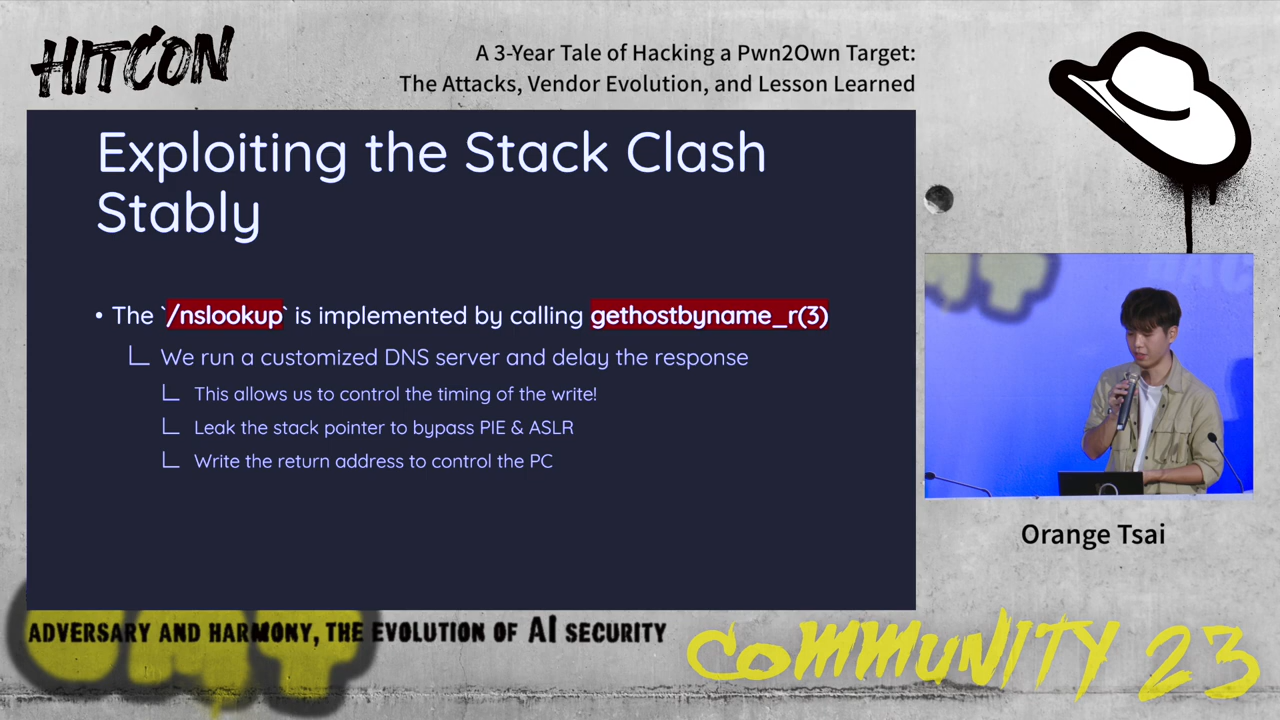 HITCON
A 3-Year Tale of Hacking a Pwn2Own Target:
The Attacks, Vendor Evolution, and Lesson Learned
Exploiting the Stack Clash
Stably
• The `/nslookup` is implemented by calling gethostbyname_r(3)
We run a customized DNS server and delay the response
This allows us to control the timing of the write!
Leak the stack pointer to bypass PIE & ASLR
Write the return address to control the PC
Orange Tsai
ADVERSARY AND HARMONY, THE EVOLUTION OF AI SECURITY
COMMUNITY 23